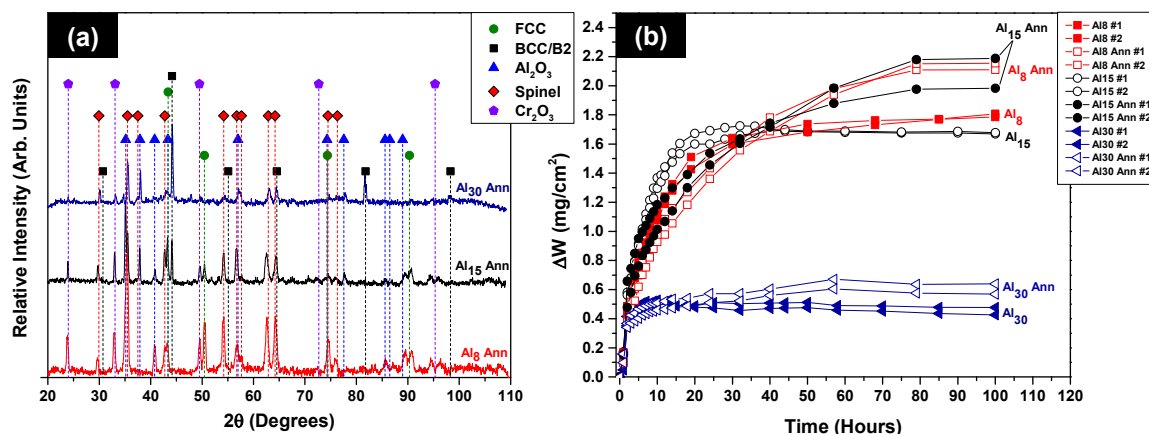 (a)
FCC
BCC/B2
Al₂O₃
Spinel
Cr₂O₃
Relative Intensity (Arb. Units)
Al₃₀ Ann
Al₁₅ Ann
Al₈ Ann
20 30 40 50 60 70 80 90 100 110
2θ (Degrees)
(b)
ΔW (mg/cm²)
2.4
2.2
2.0
1.8
1.6
1.4
1.2
1.0
0.8
0.6
0.4
0.2
0.0
Al₁₅ Ann
Al₈ Ann
Al₈
Al₁₅
Al₃₀ Ann
Al₃₀
0 10 20 30 40 50 60 70 80 90 100 110 120
Time (Hours)
Al8 #1
Al8 #2
Al8 Ann #1
Al8 Ann #2
Al15 #1
Al15 #2
Al15 Ann #1
Al15 Ann #2
Al30 #1
Al30 #2
Al30 Ann #1
Al30 Ann #2